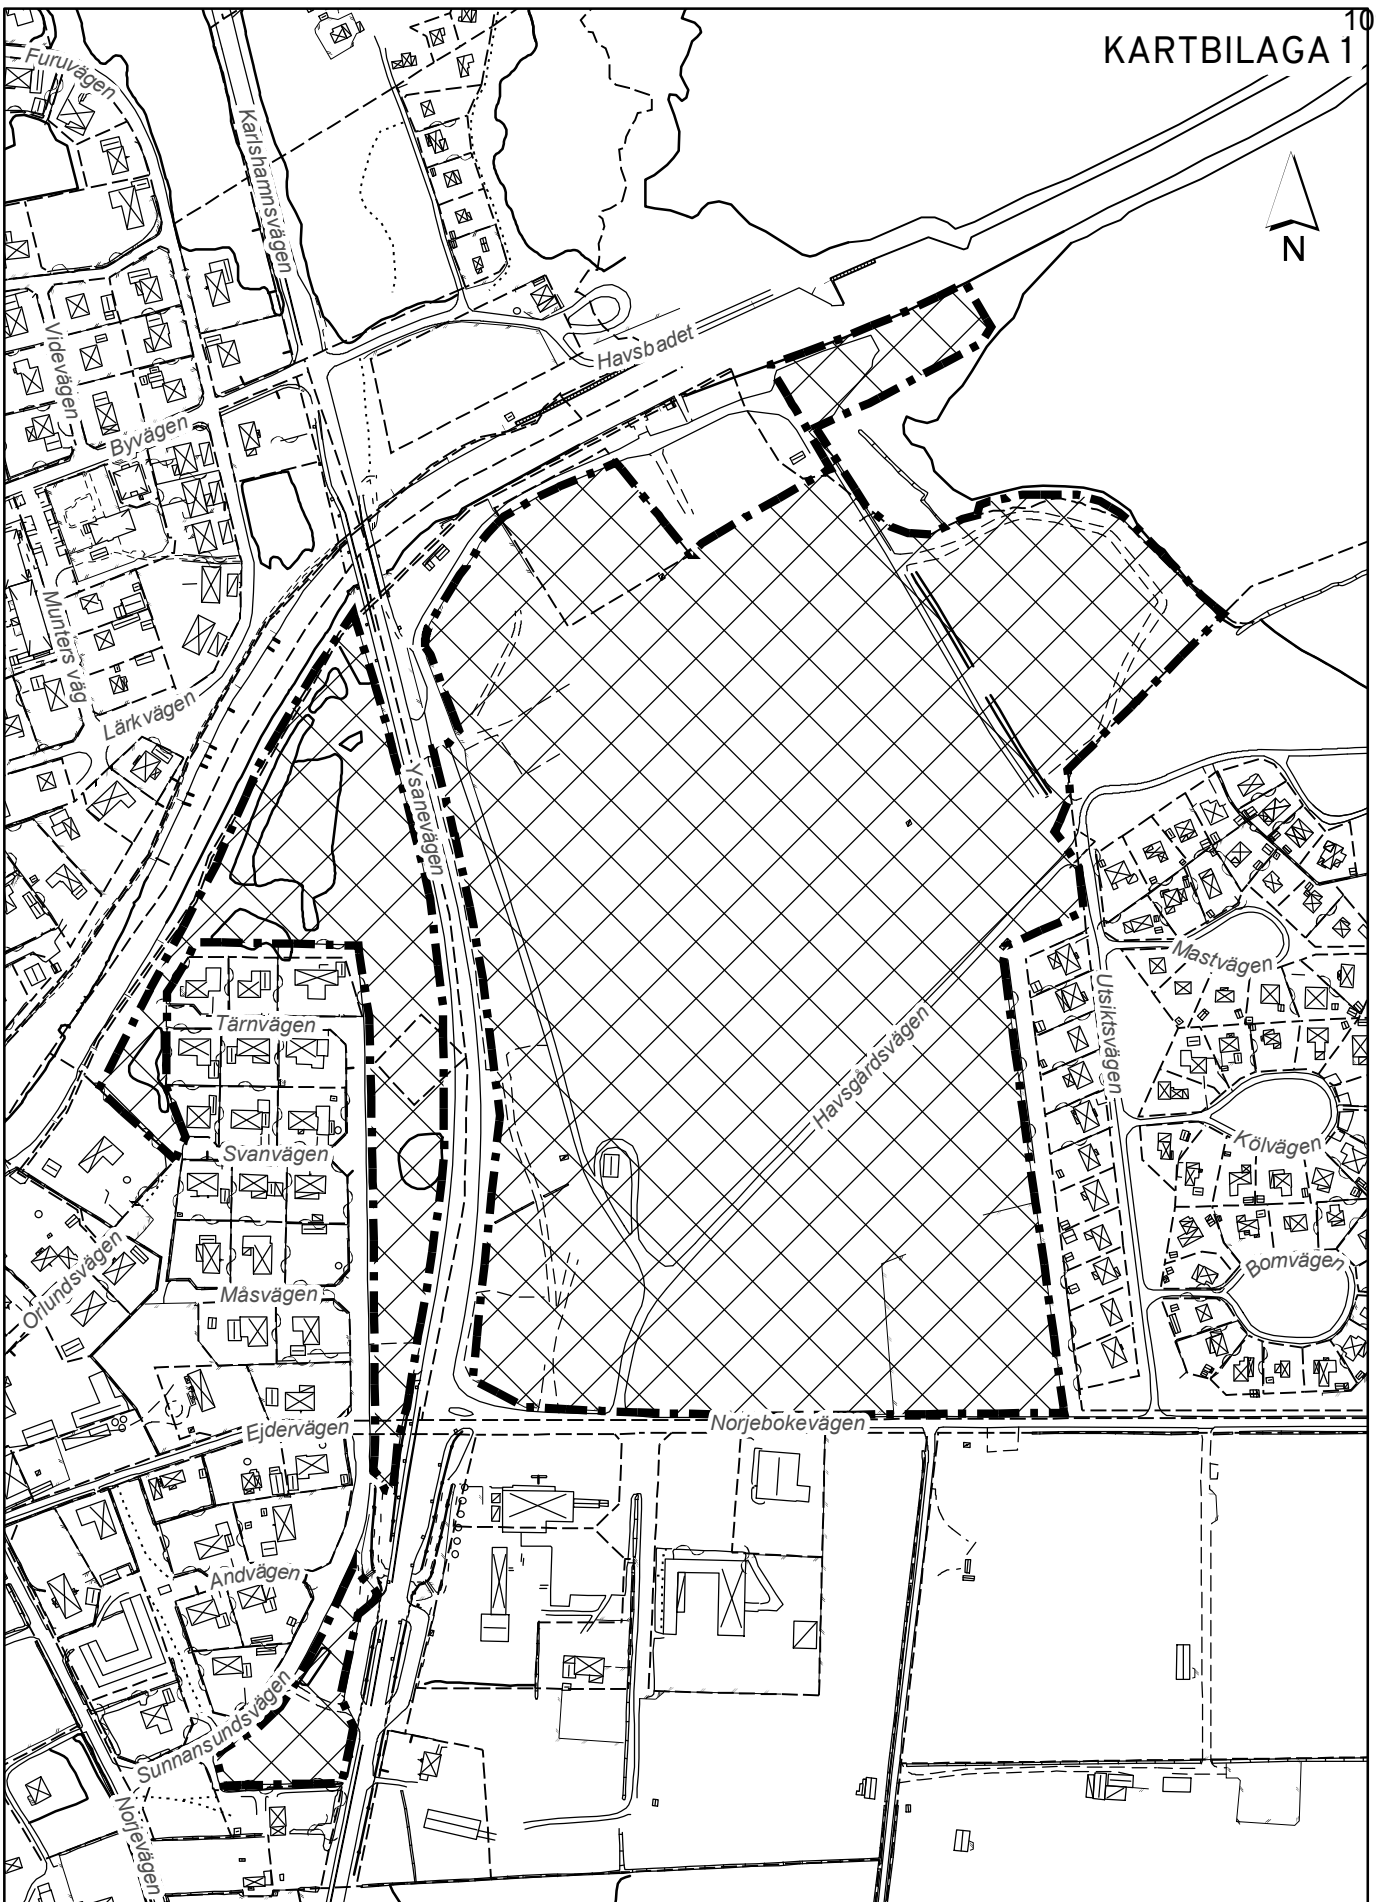 10
KARTBILAGA 1
N
Furuvägen
Karlshamnsvägen
Havsbadet
Videvägen
Byvägen
Munters väg
Lärkvägen
Ysanevägen
Mastvägen
Utsiktsvägen
Tärnvägen
Havsgårdsvägen
Kölvägen
Svanvägen
Bomvägen
Orlundsvägen
Måsvägen
Ejdervägen
Norjebokevägen
Andvägen
Sunnansundsvägen
Norjevägen